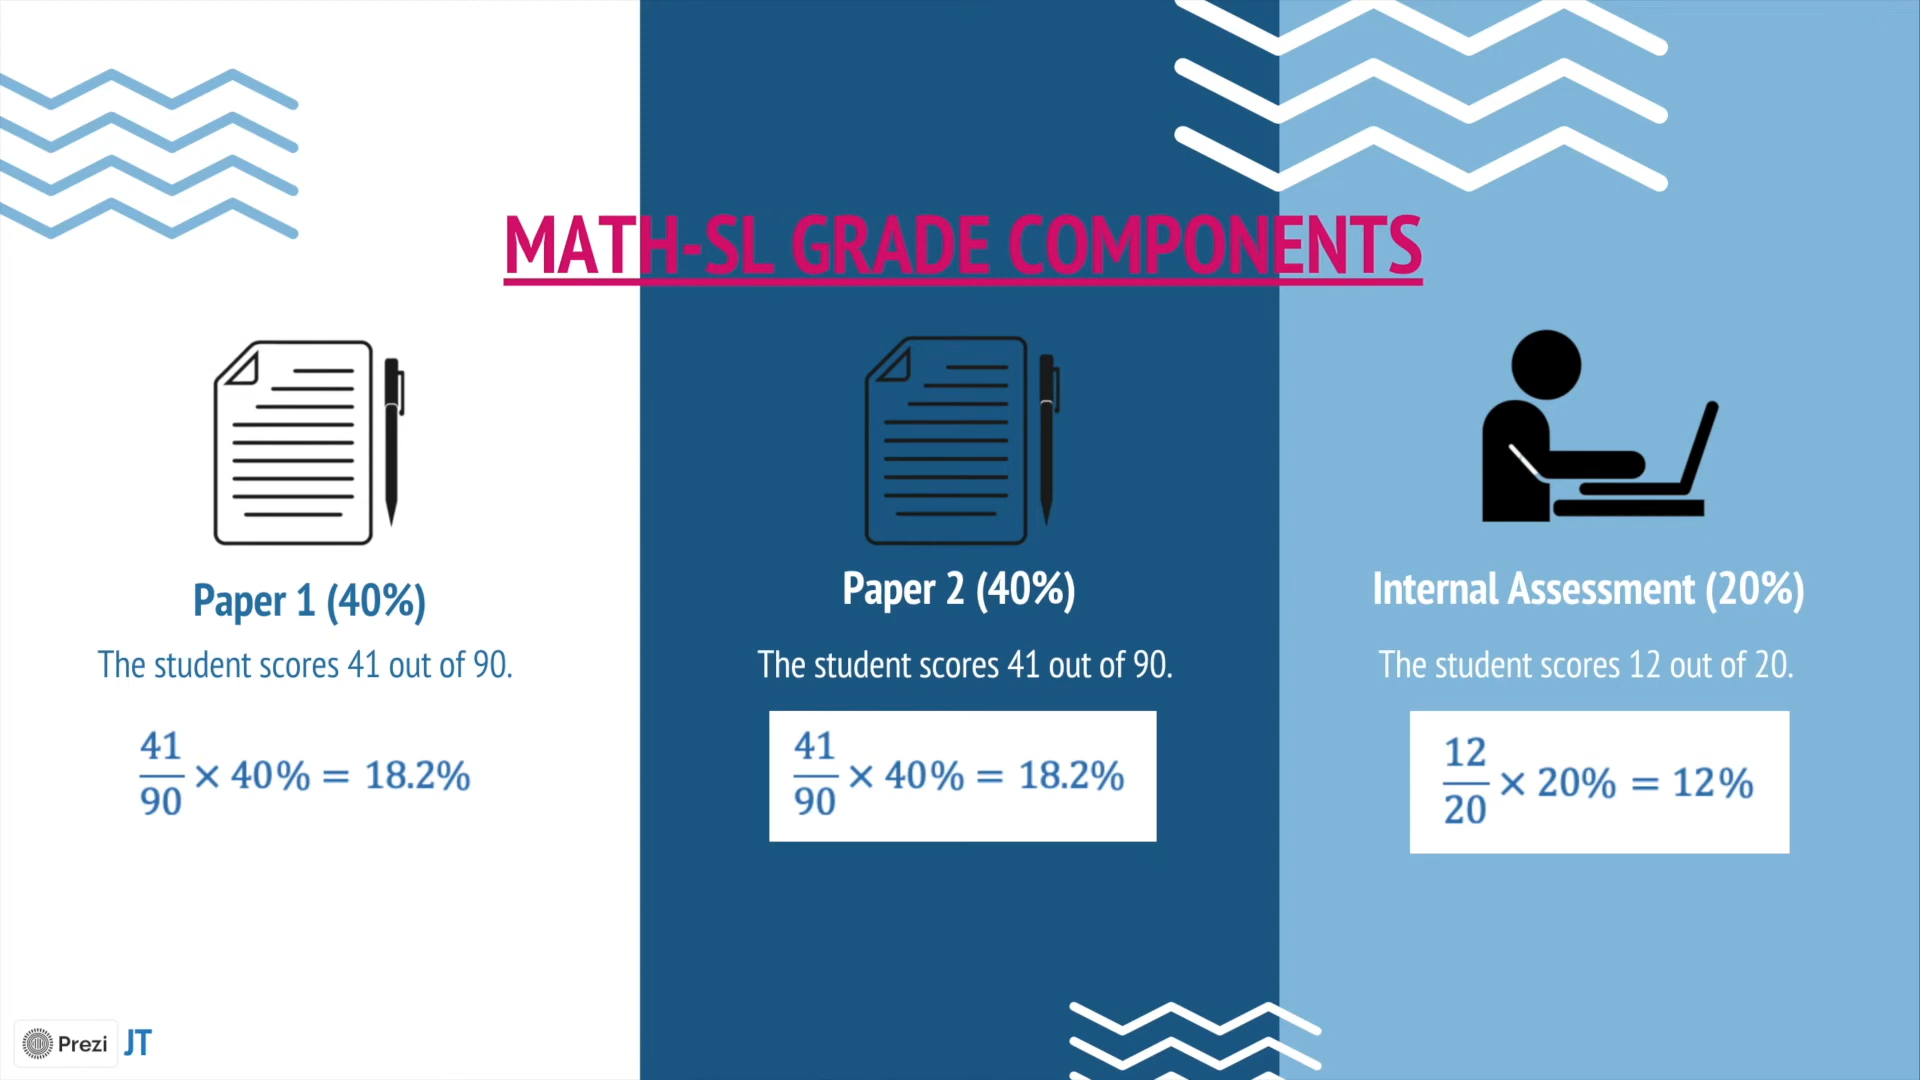 MATH-SL GRADE COMPONENTS
Paper 1 (40%)
The student scores 41 out of 90.
41/90 × 40% = 18.2%
Paper 2 (40%)
The student scores 41 out of 90.
41/90 × 40% = 18.2%
Internal Assessment (20%)
The student scores 12 out of 20.
12/20 × 20% = 12%
Prezi JT